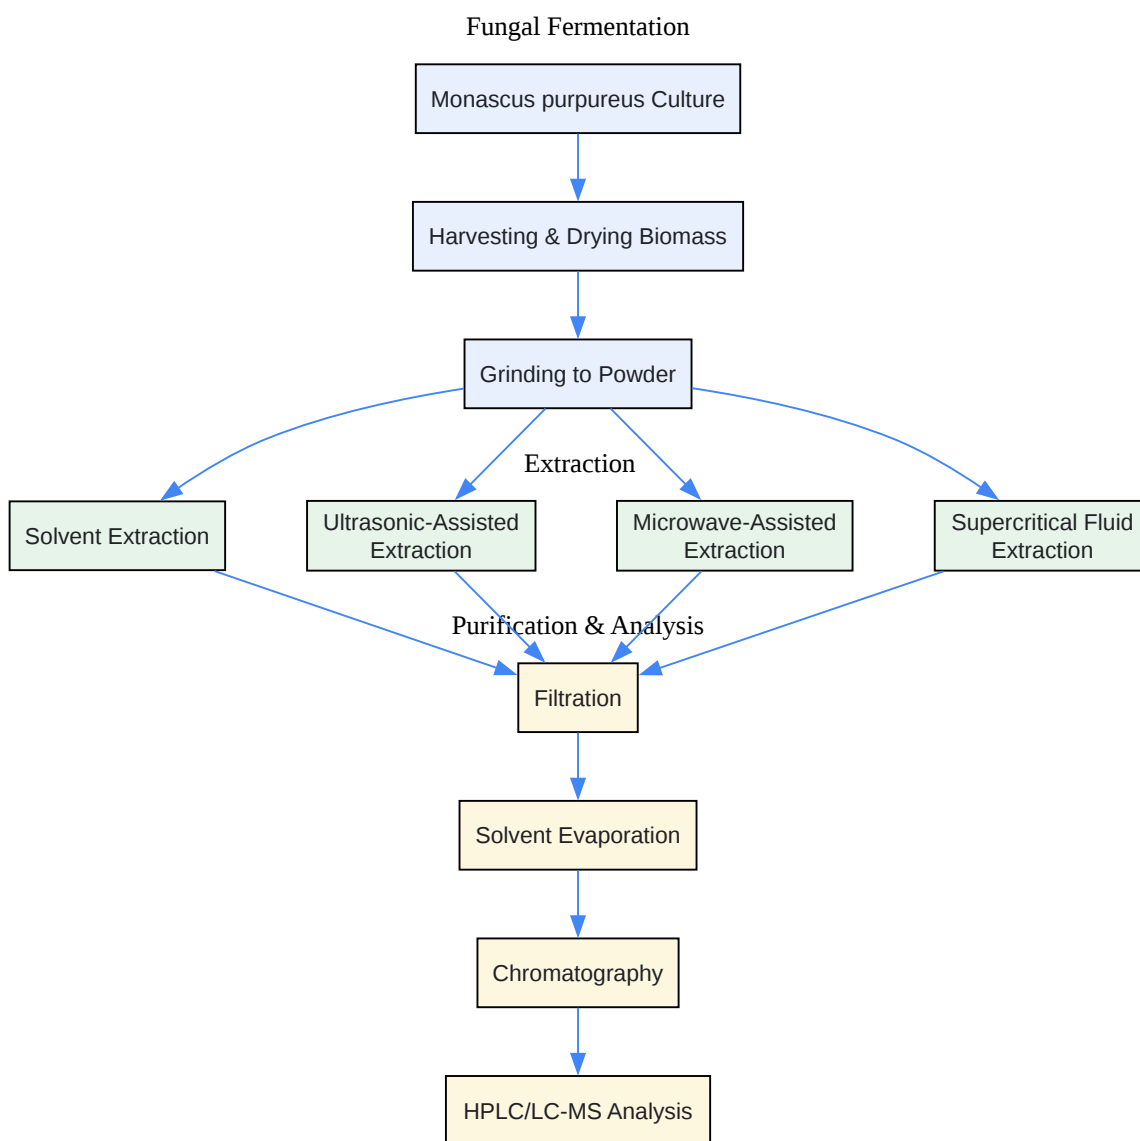 Fungal Fermentation
Monascus purpureus Culture
Harvesting & Drying Biomass
Grinding to Powder
Extraction
Solvent Extraction
Ultrasonic-Assisted
Extraction
Microwave-Assisted
Extraction
Supercritical Fluid
Extraction
Purification & Analysis
Filtration
Solvent Evaporation
Chromatography
HPLC/LC-MS Analysis